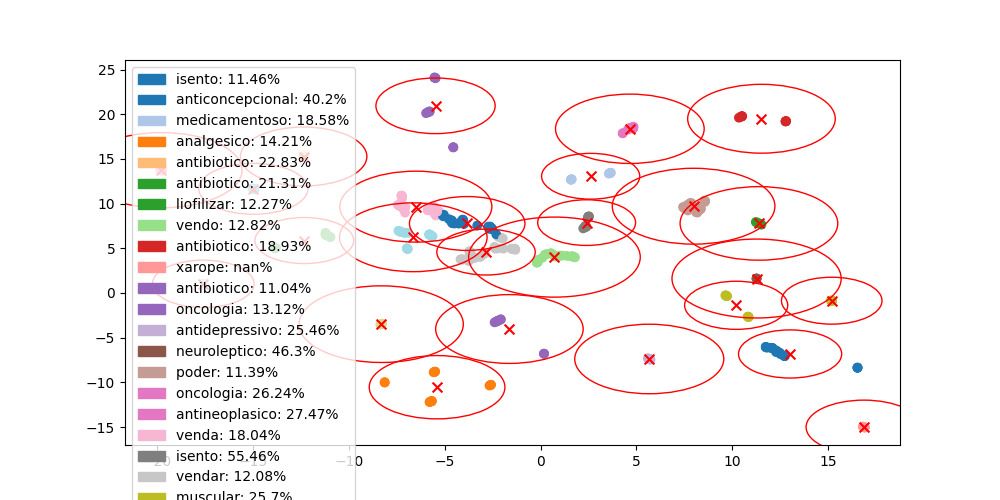 25
20
15
10
5
0
−5
−10
−15
−20
−15
−10
−5
0
5
10
15
isento: 11.46%
anticoncepcional: 40.2%
medicamentoso: 18.58%
analgesico: 14.21%
antibiotico: 22.83%
antibiotico: 21.31%
liofilizar: 12.27%
vendo: 12.82%
antibiotico: 18.93%
xarope: nan%
antibiotico: 11.04%
oncologia: 13.12%
antidepressivo: 25.46%
neuroleptico: 46.3%
poder: 11.39%
oncologia: 26.24%
antineoplasico: 27.47%
venda: 18.04%
isento: 55.46%
vendar: 12.08%
muscular: 25.7%